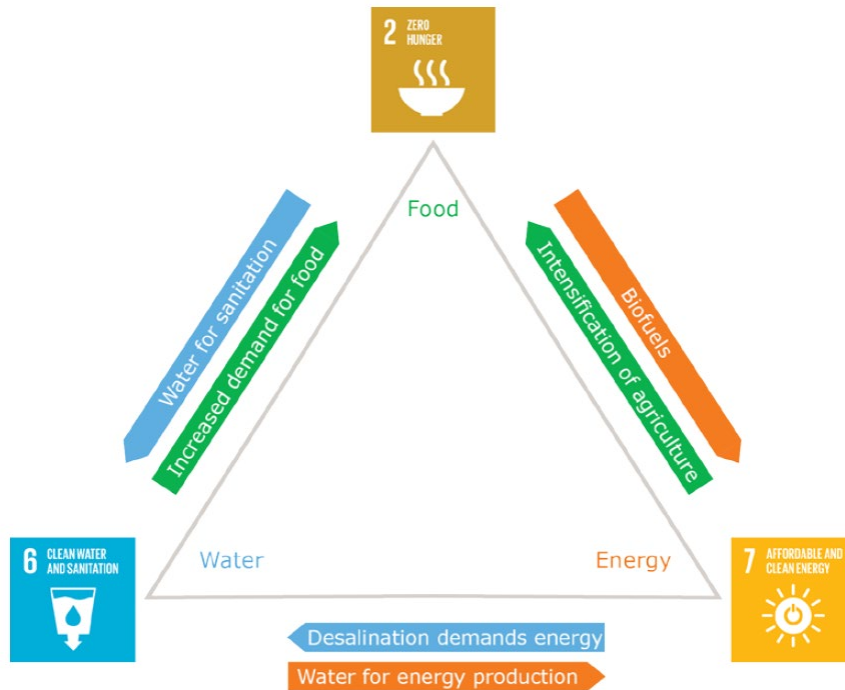 2 ZERO
HUNGER
Food
Water for sanitation
Increased demand for food
Intensification of agriculture
Biofuels
6 CLEAN WATER
AND SANITATION
Water
Energy
7 AFFORDABLE AND
CLEAN ENERGY
Desalination demands energy
Water for energy production